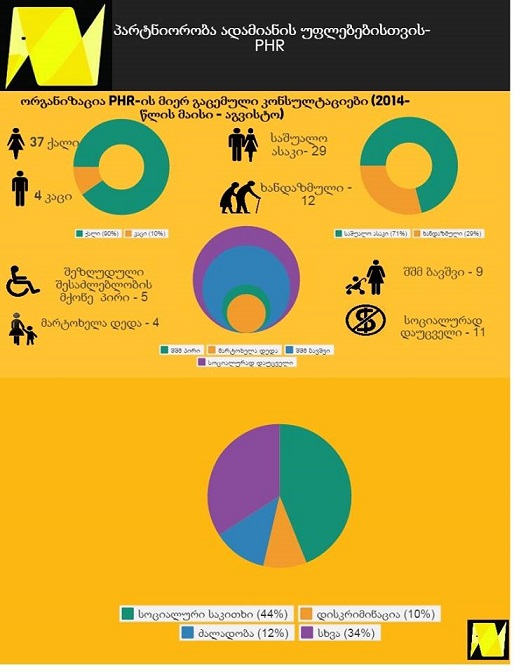 პარტნიორობა ადამიანის უფლებებისთვის-
PHR
ორგანიზაცია PHR-ის მიერ გაცემული კონსულტაციები (2014-
წლის მაისი - აგვისტო)
37 ქალი
4 კაცი
საშუალო
ასაკი- 29
ხანდაზმული -
12
ქალი (90%) კაცი (10%)
საშუალო ასაკი (71%) ხანდაზმული (29%)
შეზღუდული
შესაძლებლობის
მქონე პირი - 5
მარტოხელა დედა - 4
შშმ ბავშვი - 9
სოციალურად
დაუცველი - 11
შშმ პირი მარტოხელა დედა შშმ ბავშვი
სოციალურად დაუცველი
სოციალური საკითხი (44%) დისკრიმინაცია (10%)
ძალადობა (12%) სხვა (34%)